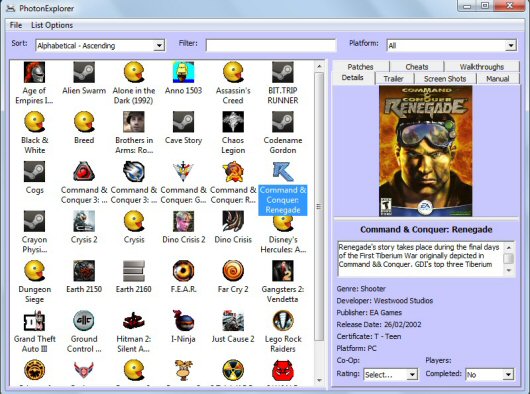 PhotonExplorer
File List Options
Sort: Alphabetical - Ascending Filter: Platform: All
Age of Empires I... Alien Swarm Alone in the Dark (1992) Anno 1503 Assassin's Creed BIT.TRIP RUNNER
Black & White Breed Brothers in Arms: Ro... Cave Story Chaos Legion Codename Gordon
Cogs Command & Conquer 3: ... Command & Conquer 3: ... Command & Conquer: G... Command & Conquer: R... Command & Conquer: Renegade
Crayon Physi... Crysis 2 Crysis Dino Crisis 2 Dino Crisis Disney's Hercules: A...
Dungeon Siege Earth 2150 Earth 2160 F.E.A.R. Far Cry 2 Gangsters 2: Vendetta
Grand Theft Auto III Ground Control ... Hitman 2: Silent A... I-Ninja Just Cause 2 Lego Rock Raiders
Patches Cheats Walkthroughs
Details Trailer Screen Shots Manual
COMMAND & CONQUER
RENEGADE
EA GAMES
Command & Conquer: Renegade
Renegade's story takes place during the final days
of the First Tiberium War originally depicted in
Command && Conquer. GDI's top three Tiberium
Genre: Shooter
Developer: Westwood Studios
Publisher: EA Games
Release Date: 26/02/2002
Certificate: T - Teen
Platform: PC
Co-Op: Players:
Rating: Select... Completed: No